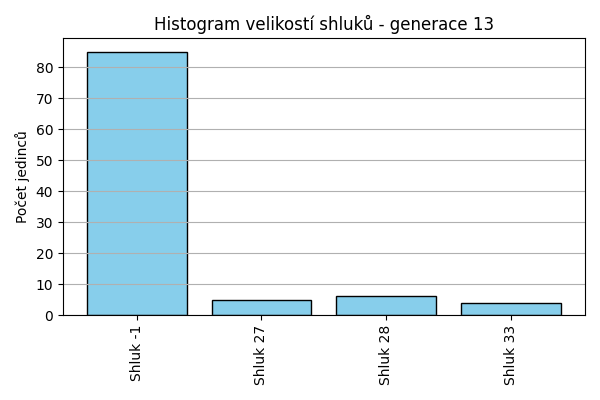 Histogram velikostí shluků - generace 13
Počet jedinců
80
70
60
50
40
30
20
10
0
Shluk -1
Shluk 27
Shluk 28
Shluk 33